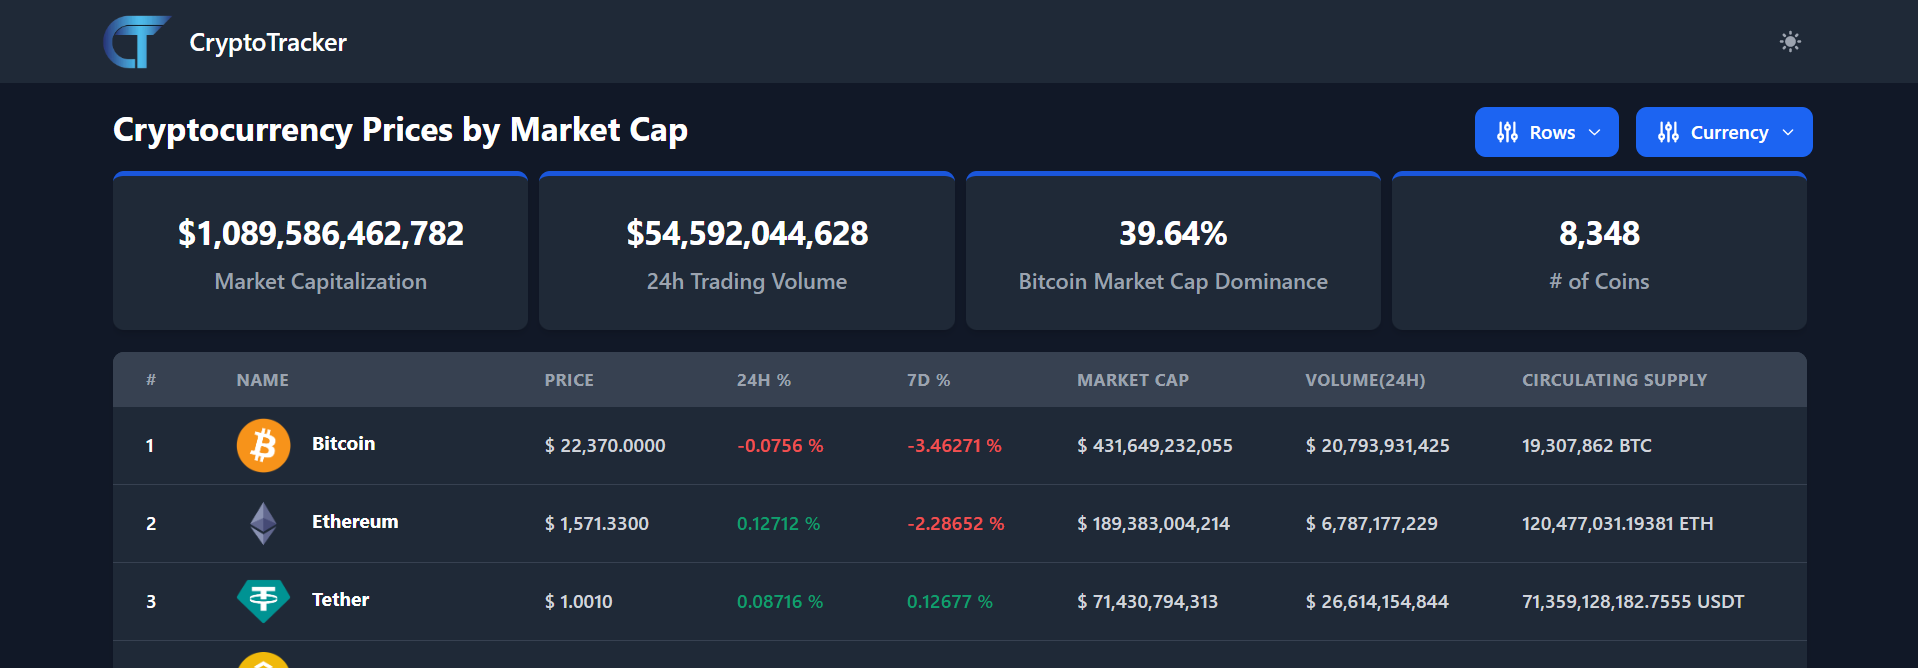 CryptoTracker
Cryptocurrency Prices by Market Cap
Rows
Currency
$1,089,586,462,782
Market Capitalization
$54,592,044,628
24h Trading Volume
39.64%
Bitcoin Market Cap Dominance
8,348
# of Coins
# NAME PRICE 24H % 7D % MARKET CAP VOLUME(24H) CIRCULATING SUPPLY
1 Bitcoin $ 22,370.0000 -0.0756 % -3.46271 % $ 431,649,232,055 $ 20,793,931,425 19,307,862 BTC
2 Ethereum $ 1,571.3300 0.12712 % -2.28652 % $ 189,383,004,214 $ 6,787,177,229 120,477,031.19381 ETH
3 Tether $ 1.0010 0.08716 % 0.12677 % $ 71,430,794,313 $ 26,614,154,844 71,359,128,182.7555 USDT